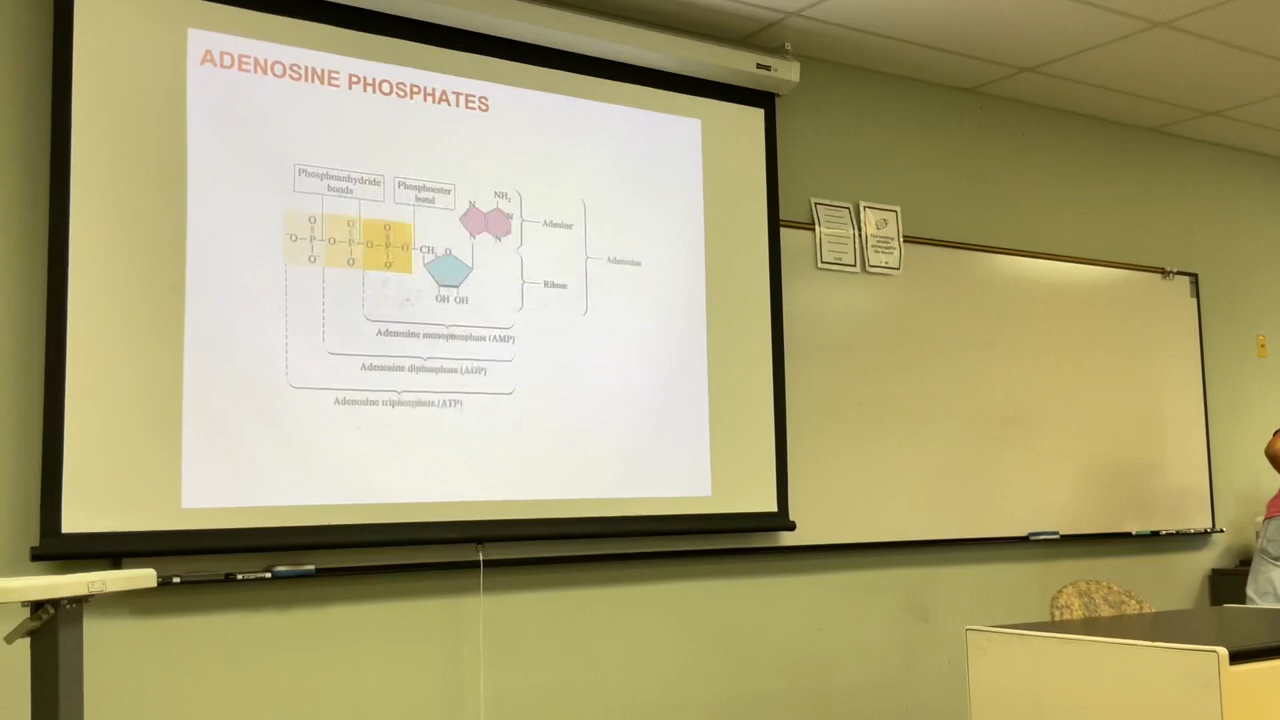 ADENOSINE PHOSPHATES
Phosphoanhydride
bonds
Phosphoester
bond
NH2
N
N
N
Adenine
Adenosine
Ribose
O
O
O
⁻O—P—O—P—O—P—O—CH2
O
O⁻
O⁻
O⁻
OH OH
Adenosine monophosphate (AMP)
Adenosine diphosphate (ADP)
Adenosine triphosphate (ATP)